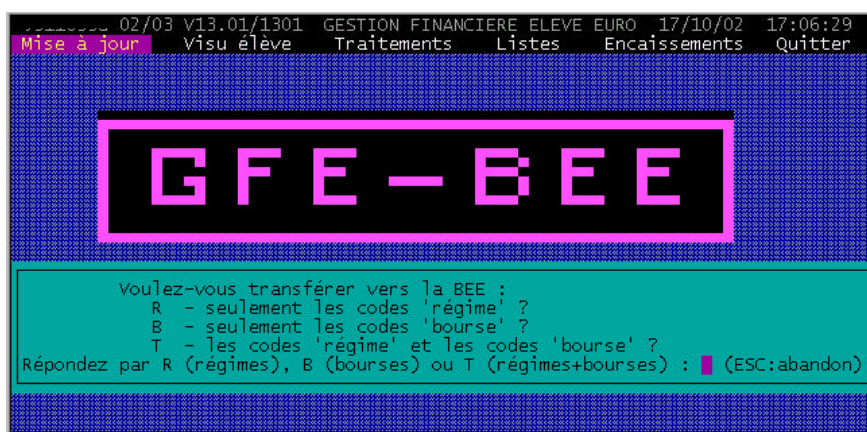 02/03 V13.01/1301 GESTION FINANCIERE ELEVE EURO 17/10/02 17:06:29
Mise à jour Visu élève Traitements Listes Encaissements Quitter
GFE-BEE
Voulez-vous transférer vers la BEE :
R - seulement les codes 'régime' ?
B - seulement les codes 'bourse' ?
T - les codes 'régime' et les codes 'bourse' ?
Répondez par R (régimes), B (bourses) ou T (régimes+bourses) : (ESC:abandon)